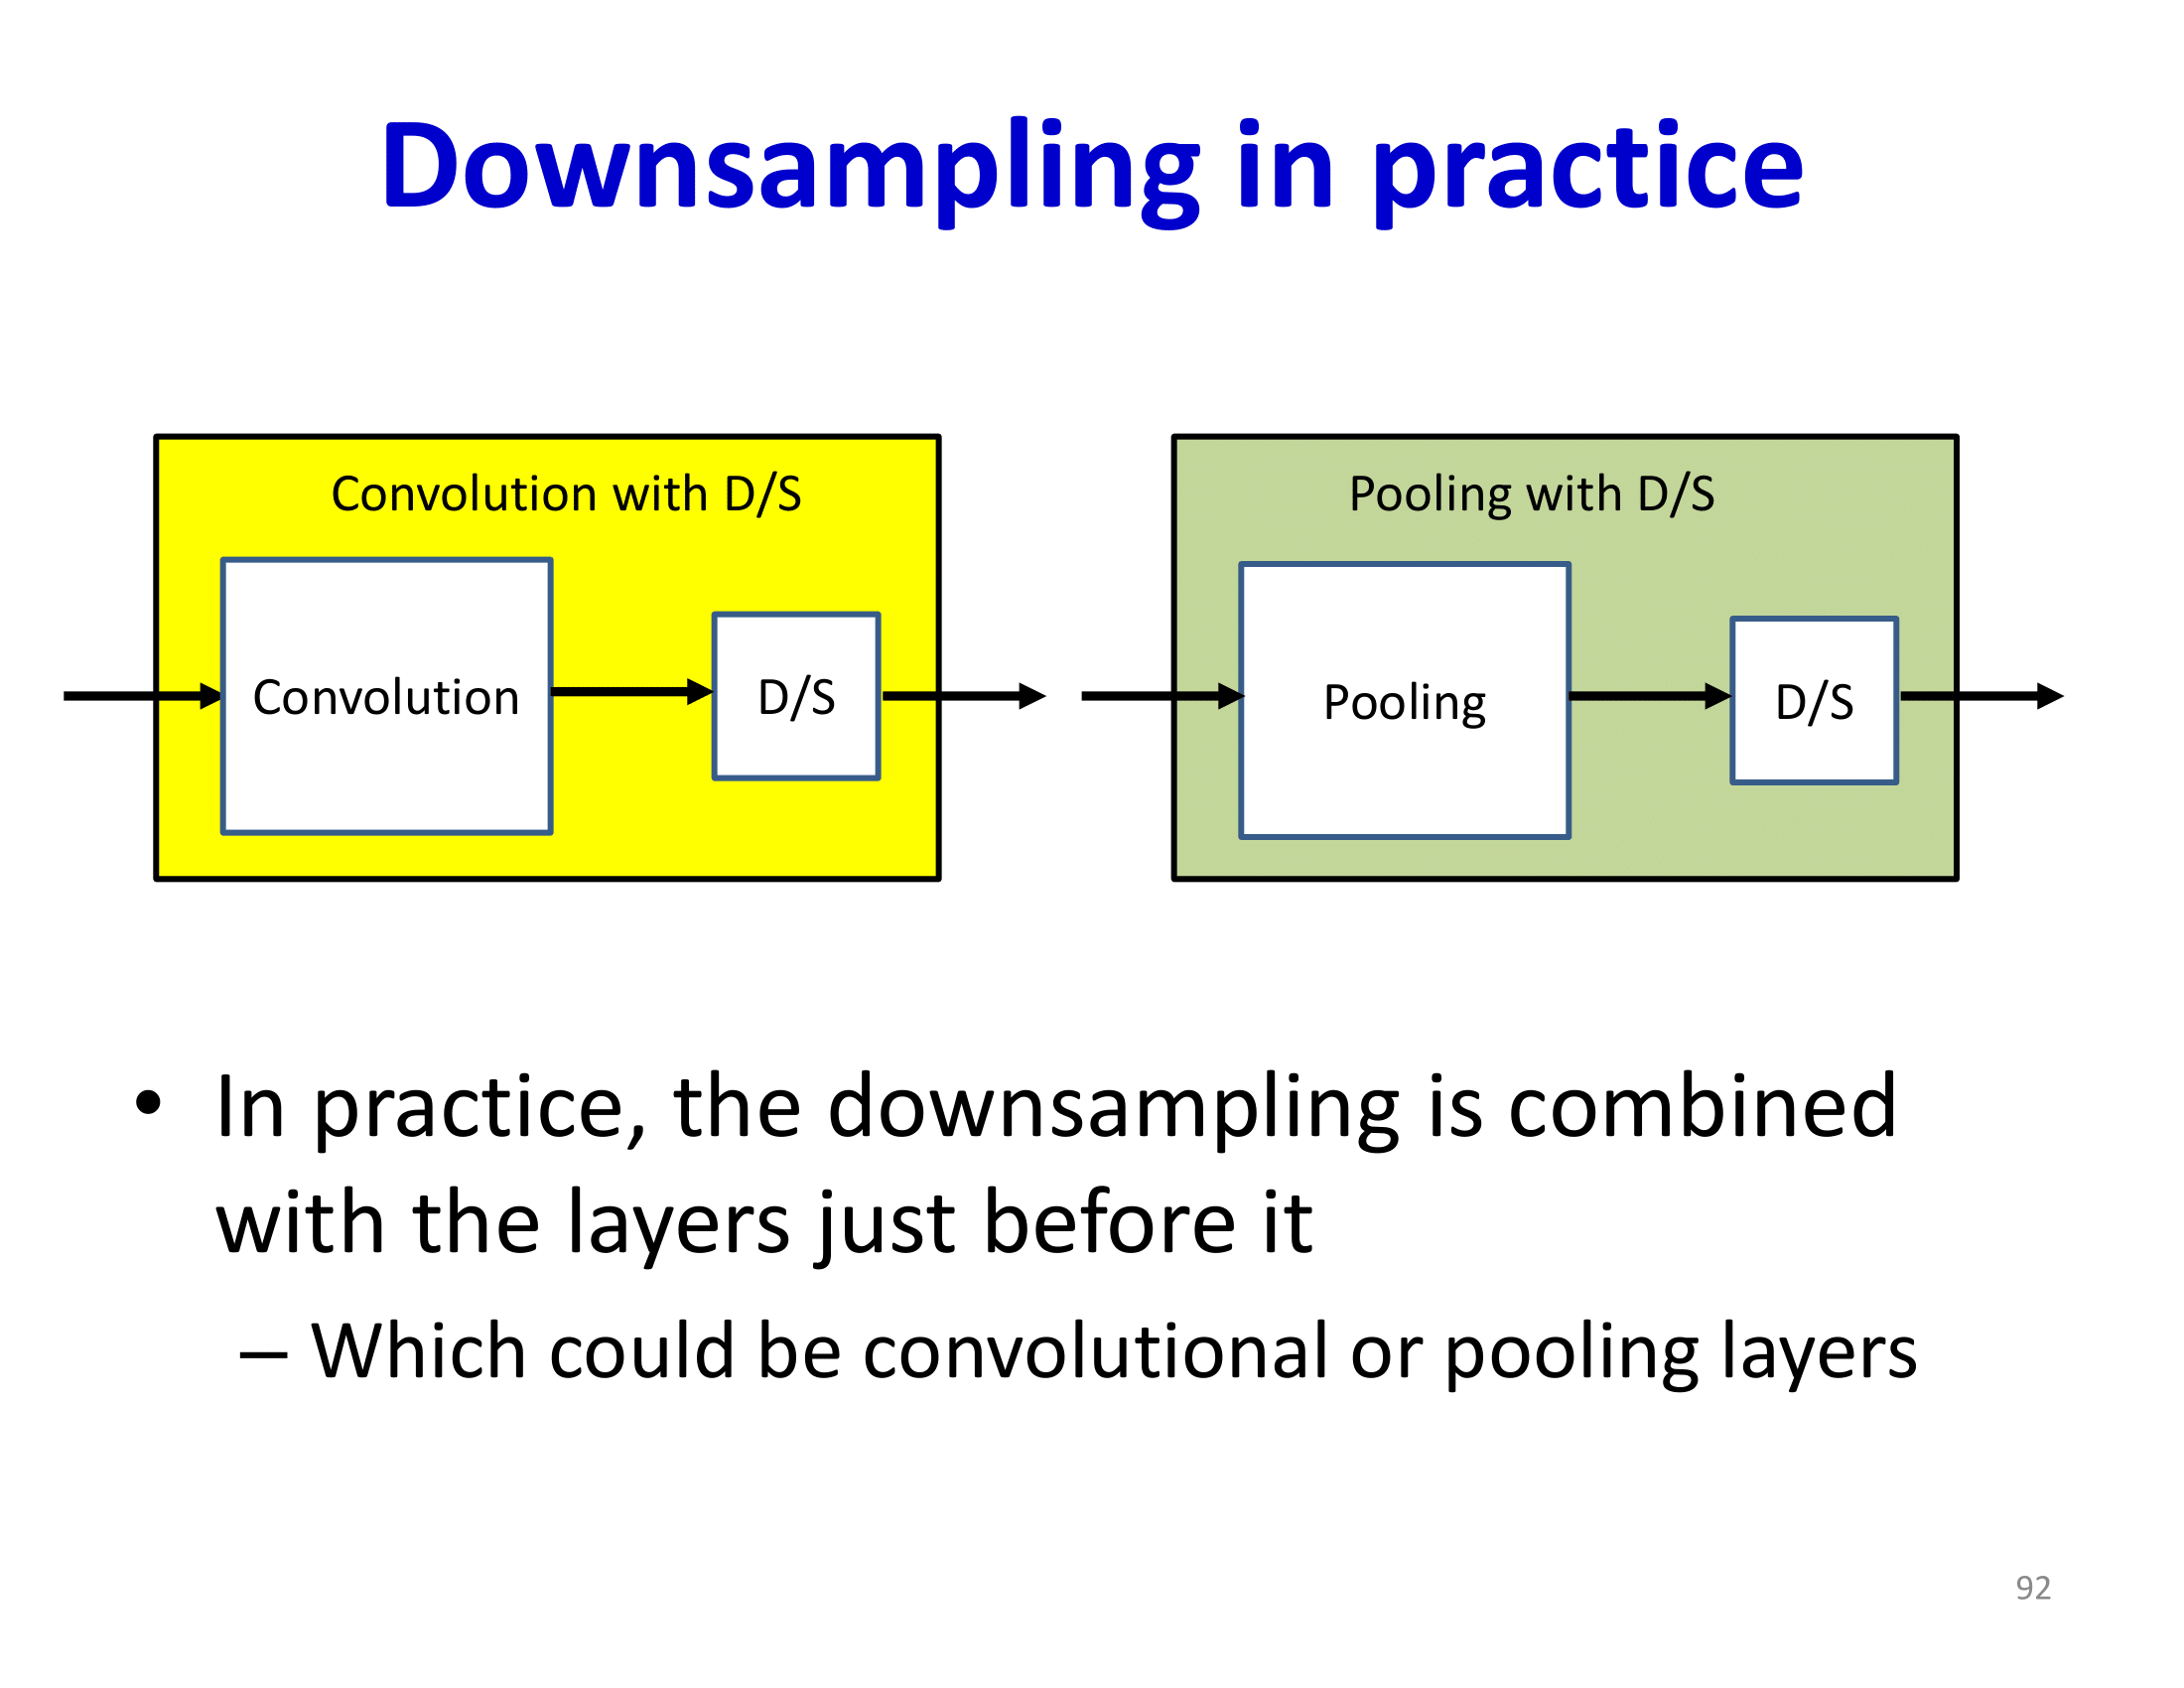 Downsampling in practice
Convolution with D/S
Convolution
D/S
Pooling with D/S
Pooling
D/S
• In practice, the downsampling is combined
with the layers just before it
– Which could be convolutional or pooling layers
92